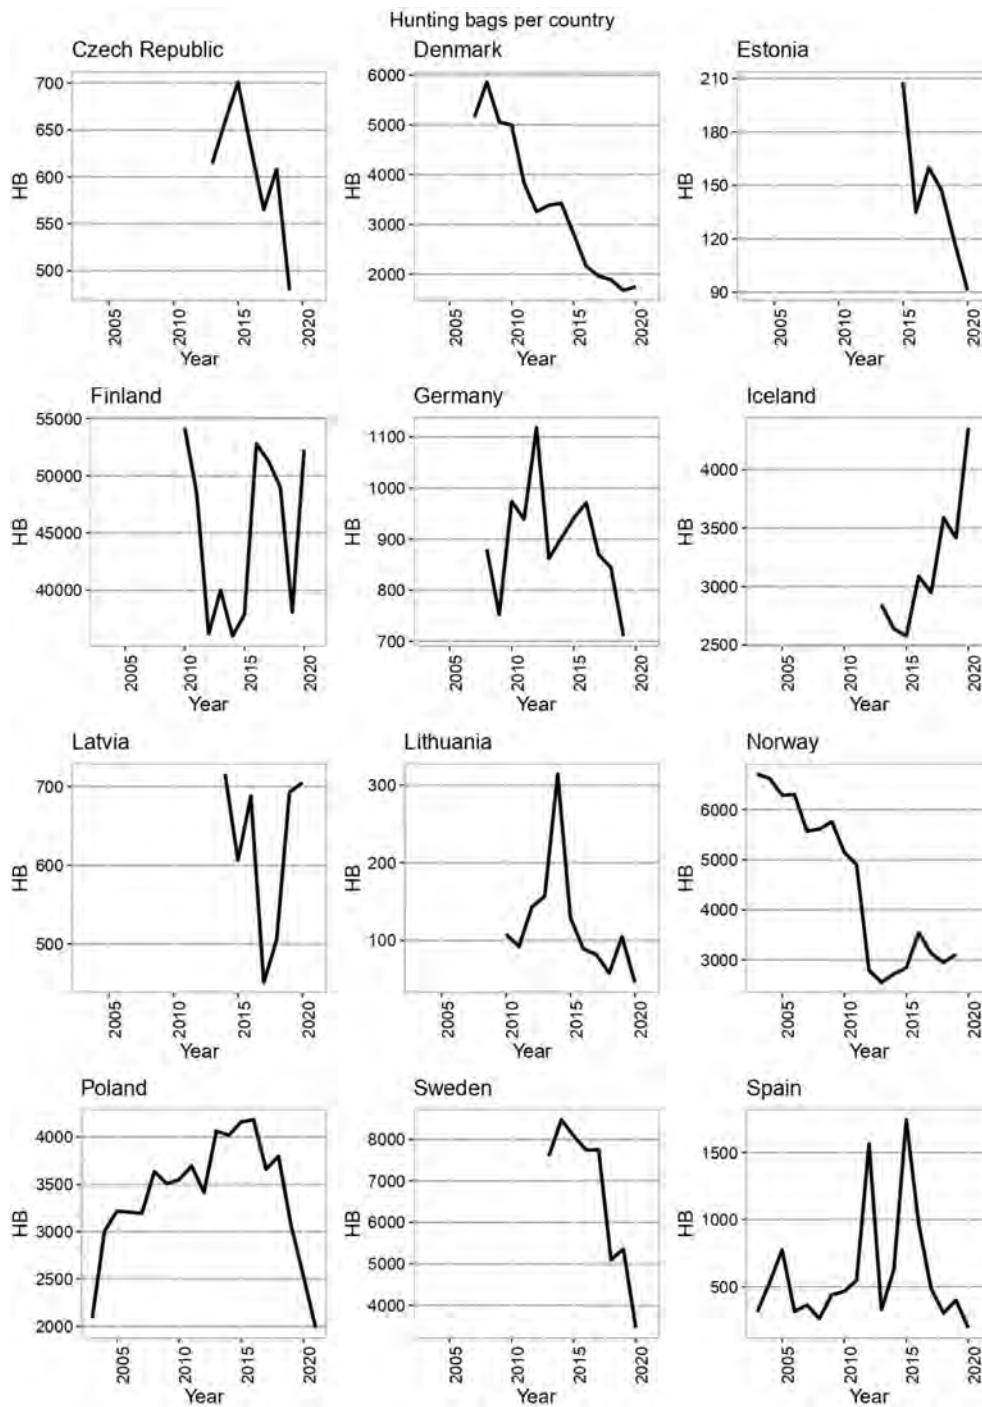 Hunting bags per country
Czech Republic
Denmark
Estonia
700
650
600
550
500
HB
2005
2010
2015
2020
Year
6000
5000
4000
3000
2000
HB
2005
2010
2015
2020
Year
210
180
150
120
90
HB
2005
2010
2015
2020
Year
Finland
Germany
Iceland
55000
50000
45000
40000
HB
2005
2010
2015
2020
Year
1100
1000
900
800
700
HB
2005
2010
2015
2020
Year
4000
3500
3000
2500
HB
2005
2010
2015
2020
Year
Latvia
Lithuania
Norway
700
600
500
HB
2005
2010
2015
2020
Year
300
200
100
HB
2005
2010
2015
2020
Year
6000
5000
4000
3000
HB
2005
2010
2015
2020
Year
Poland
Sweden
Spain
4000
3500
3000
2500
2000
HB
2005
2010
2015
2020
Year
8000
7000
6000
5000
4000
HB
2005
2010
2015
2020
Year
1500
1000
500
HB
2005
2010
2015
2020
Year